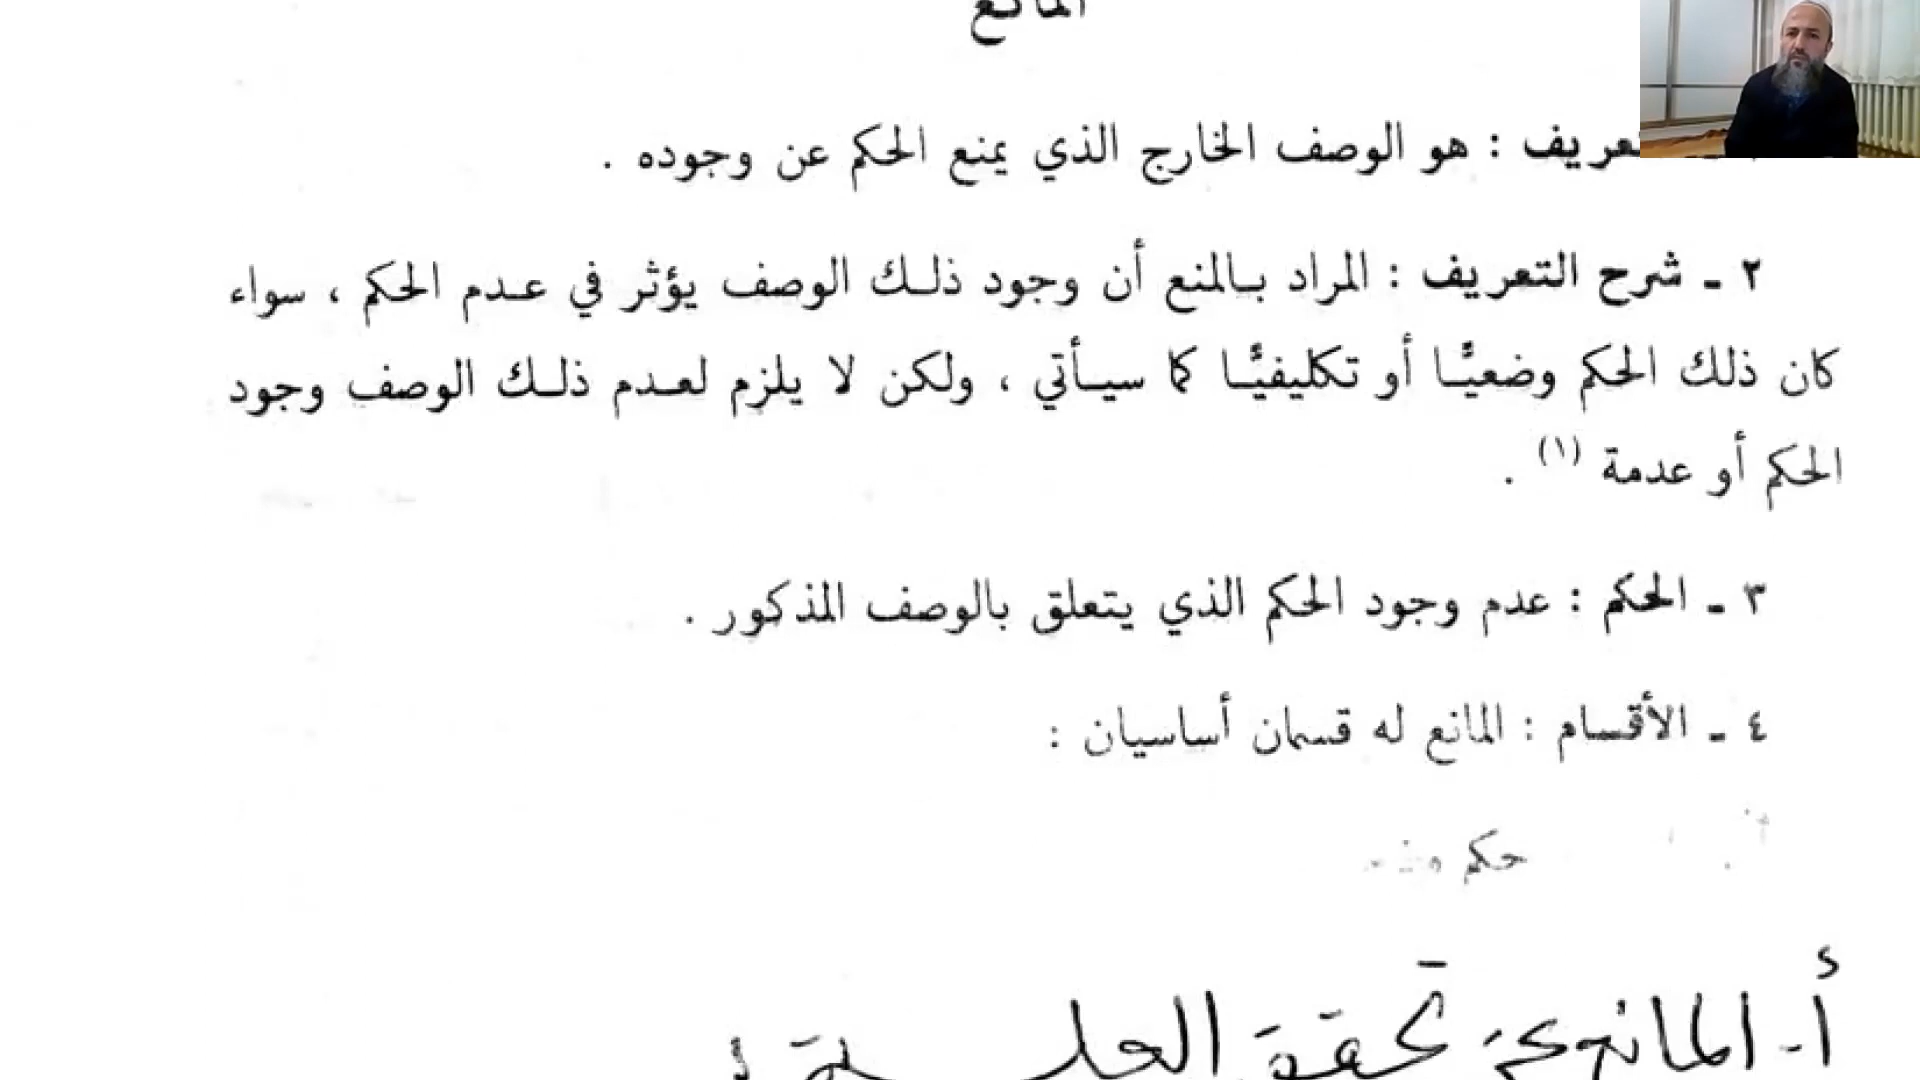 المانع
التعريف : هو الوصف الخارج الذي يمنع الحكم عن وجوده .
٢ ـ شرح التعريف : المراد بالمنع أن وجود ذلك الوصف يؤثر في عدم الحكم ، سواء
كان ذلك الحكم وضعيًّا أو تكليفيًّا كما سيأتي ، ولكن لا يلزم لعدم ذلك الوصف وجود
الحكم أو عدمة (١) .
٣ ـ الحكم : عدم وجود الحكم الذي يتعلق بالوصف المذكور .
٤ ـ الأقسام : المانع له قسمان أساسيان :
حكم
أ- المانع تحقق